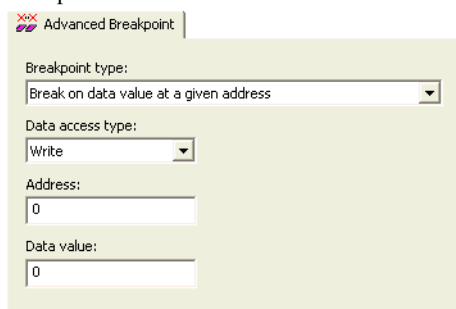 Advanced Breakpoint
Breakpoint type:
Break on data value at a given address
Data access type:
Write
Address:
0
Data value:
0